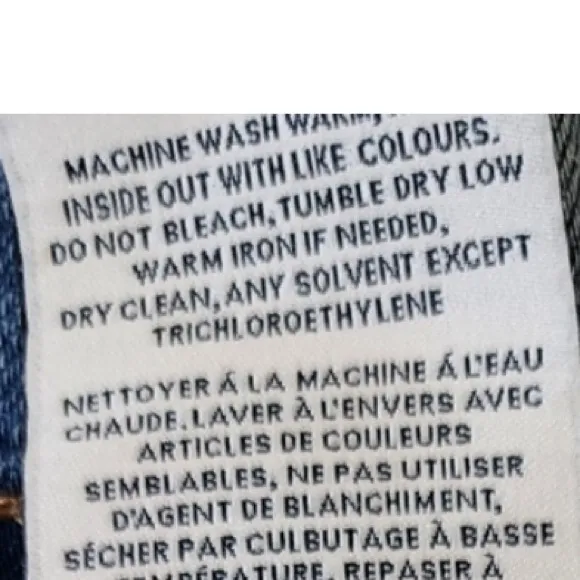 MACHINE WASH WARM,
INSIDE OUT WITH LIKE COLOURS.
DO NOT BLEACH, TUMBLE DRY LOW
WARM IRON IF NEEDED,
DRY CLEAN, ANY SOLVENT EXCEPT
TRICHLOROETHYLENE
NETTOYER Á LA MACHINE Á L'EAU
CHAUDE. LAVER À L'ENVERS AVEC
ARTICLES DE COULEURS
SEMBLABLES, NE PAS UTILISER
D'AGENT DE BLANCHIMENT,
SÉCHER PAR CULBUTAGE À BASSE
TEMPÉRATURE, REPASER À